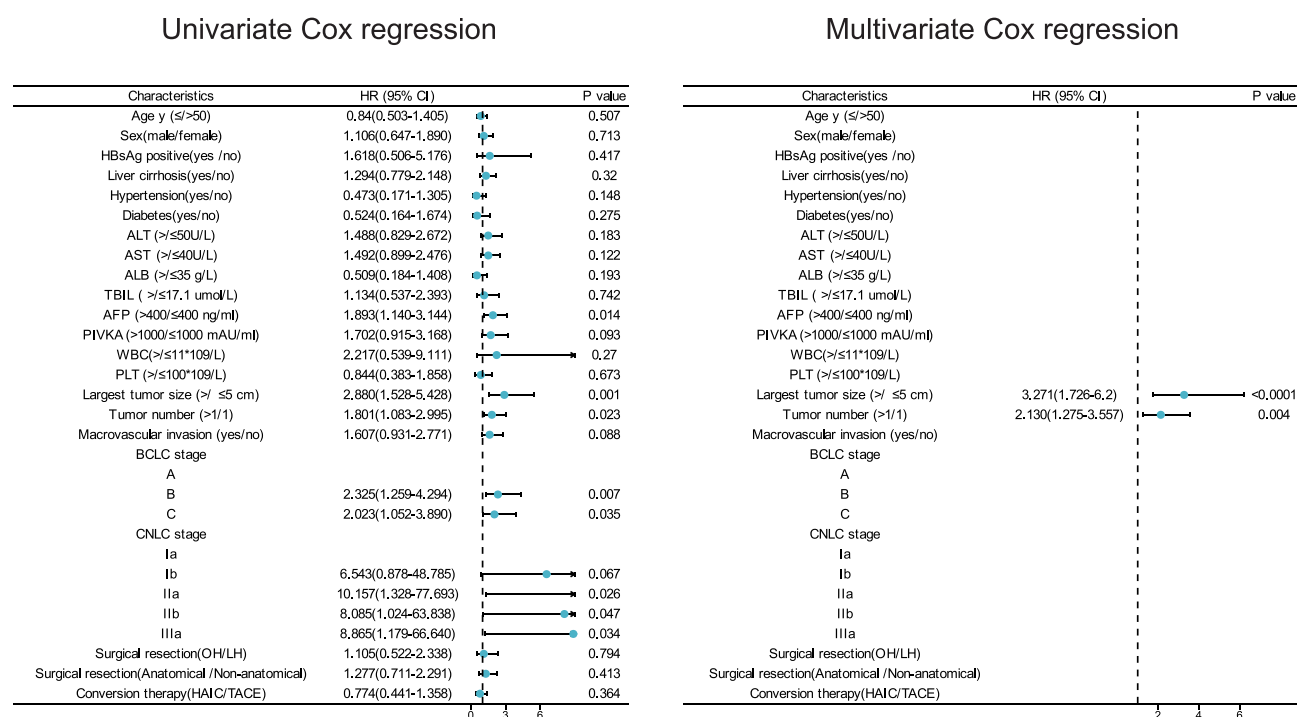 Univariate Cox regression
Characteristics HR (95% CI) P value
Age y (≤/>50) 0.84(0.503-1.405) 0.507
Sex(male/female) 1.106(0.647-1.890) 0.713
HBsAg positive(yes /no) 1.618(0.506-5.176) 0.417
Liver cirrhosis(yes/no) 1.294(0.779-2.148) 0.32
Hypertension(yes/no) 0.473(0.171-1.305) 0.148
Diabetes(yes/no) 0.524(0.164-1.674) 0.275
ALT (>/≤50U/L) 1.488(0.829-2.672) 0.183
AST (>/≤40U/L) 1.492(0.899-2.476) 0.122
ALB (>/≤35 g/L) 0.509(0.184-1.408) 0.193
TBIL ( >/≤17.1 umol/L) 1.134(0.537-2.393) 0.742
AFP (>400/≤400 ng/ml) 1.893(1.140-3.144) 0.014
PIVKA (>1000/≤1000 mAU/ml) 1.702(0.915-3.168) 0.093
WBC(>/≤11*109/L) 2.217(0.539-9.111) 0.27
PLT (>/≤100*109/L) 0.844(0.383-1.858) 0.673
Largest tumor size (>/ ≤5 cm) 2.880(1.528-5.428) 0.001
Tumor number (>1/1) 1.801(1.083-2.995) 0.023
Macrovascular invasion (yes/no) 1.607(0.931-2.771) 0.088
BCLC stage
A
B 2.325(1.259-4.294) 0.007
C 2.023(1.052-3.890) 0.035
CNLC stage
Ia
Ib 6.543(0.878-48.785) 0.067
IIa 10.157(1.328-77.693) 0.026
IIb 8.085(1.024-63.838) 0.047
IIIa 8.865(1.179-66.640) 0.034
Surgical resection(OH/LH) 1.105(0.522-2.338) 0.794
Surgical resection(Anatomical /Non-anatomical) 1.277(0.711-2.291) 0.413
Conversion therapy(HAIC/TACE) 0.774(0.441-1.358) 0.364
0 3 6
Multivariate Cox regression
Characteristics HR (95% CI) P value
Age y (≤/>50)
Sex(male/female)
HBsAg positive(yes /no)
Liver cirrhosis(yes/no)
Hypertension(yes/no)
Diabetes(yes/no)
ALT (>/≤50U/L)
AST (>/≤40U/L)
ALB (>/≤35 g/L)
TBIL ( >/≤17.1 umol/L)
AFP (>400/≤400 ng/ml)
PIVKA (>1000/≤1000 mAU/ml)
WBC(>/≤11*109/L)
PLT (>/≤100*109/L)
Largest tumor size (>/ ≤5 cm) 3.271(1.726-6.2) <0.0001
Tumor number (>1/1) 2.130(1.275-3.557) 0.004
Macrovascular invasion (yes/no)
BCLC stage
A
B
C
CNLC stage
Ia
Ib
IIa
IIb
IIIa
Surgical resection(OH/LH)
Surgical resection(Anatomical /Non-anatomical)
Conversion therapy(HAIC/TACE)
2 4 6